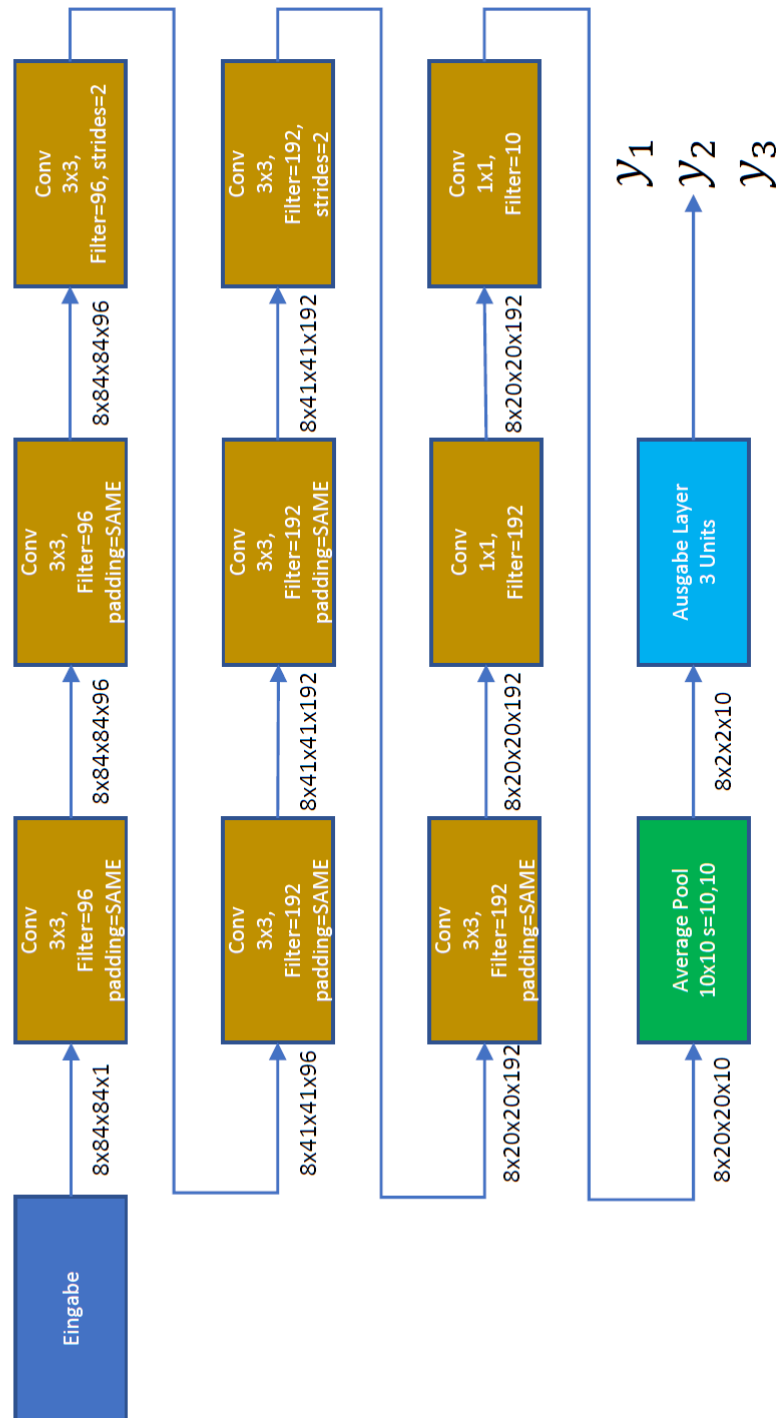 Eingabe
8x84x84x1
Conv
3x3,
Filter=96
padding=SAME
8x84x84x96
Conv
3x3,
Filter=96
padding=SAME
8x84x84x96
Conv
3x3,
Filter=96, strides=2
8x41x41x96
Conv
3x3,
Filter=192
padding=SAME
8x41x41x192
Conv
3x3,
Filter=192
padding=SAME
8x41x41x192
Conv
3x3,
Filter=192,
strides=2
8x20x20x192
Conv
3x3,
Filter=192
padding=SAME
8x20x20x192
Conv
1x1,
Filter=192
8x20x20x192
Conv
1x1,
Filter=10
8x20x20x10
Average Pool
10x10 s=10,10
8x2x2x10
Ausgabe Layer
3 Units
y₁
y₂
y₃